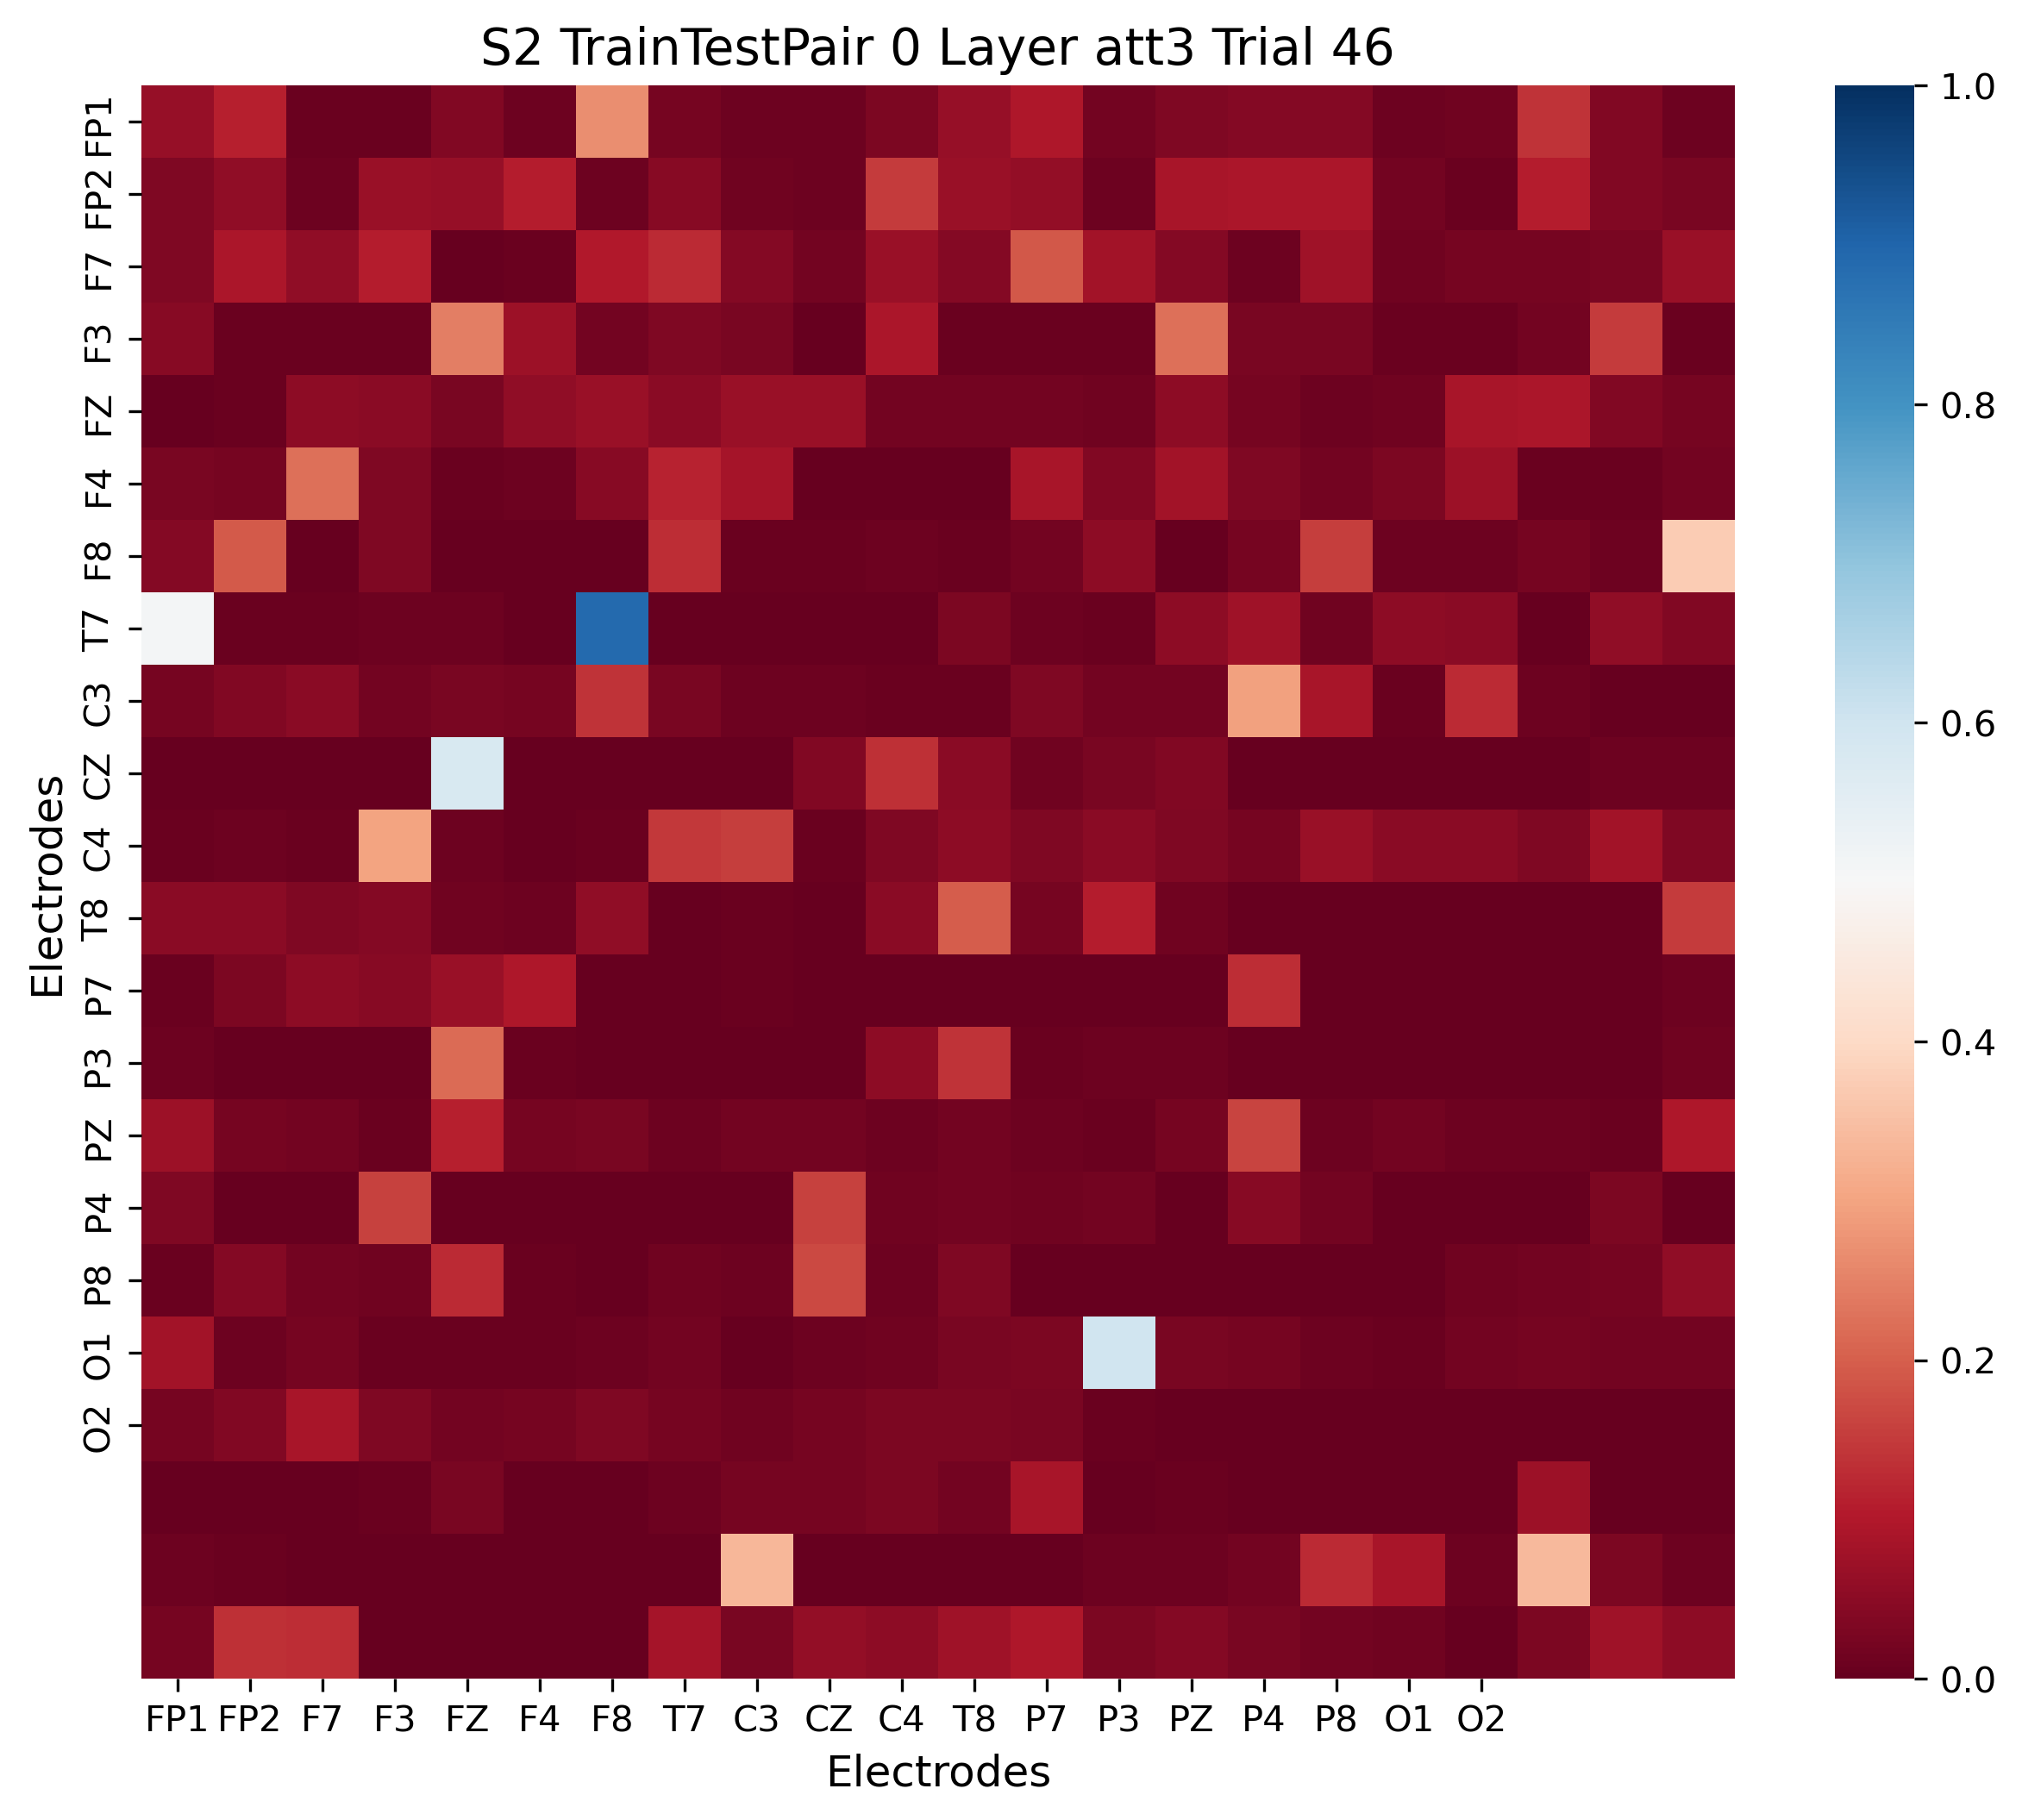 S2 TrainTestPair 0 Layer att3 Trial 46
FP1
FP2
F7
F3
FZ
F4
F8
T7
C3
CZ
C4
T8
P7
P3
PZ
P4
P8
O1
O2
Electrodes
FP1 FP2 F7 F3 FZ F4 F8 T7 C3 CZ C4 T8 P7 P3 PZ P4 P8 O1 O2
Electrodes
1.0
0.8
0.6
0.4
0.2
0.0